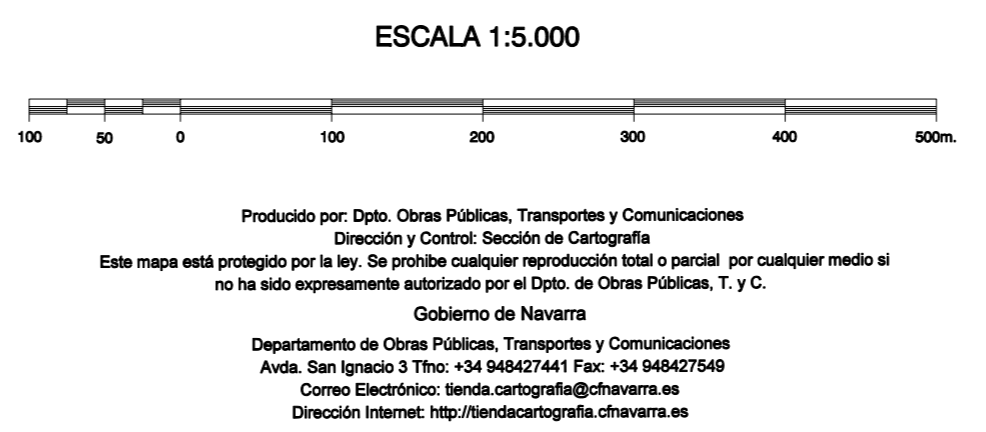 ESCALA 1:5.000
100 50 0 100 200 300 400 500m.
Producido por: Dpto. Obras Públicas, Transportes y Comunicaciones
Dirección y Control: Sección de Cartografía
Este mapa está protegido por la ley. Se prohibe cualquier reproducción total o parcial por cualquier medio si
no ha sido expresamente autorizado por el Dpto. de Obras Públicas, T. y C.
Gobierno de Navarra
Departamento de Obras Públicas, Transportes y Comunicaciones
Avda. San Ignacio 3 Tfno: +34 948427441 Fax: +34 948427549
Correo Electrónico: tienda.cartografia@cfnavarra.es
Dirección Internet: http://tiendacartografia.cfnavarra.es